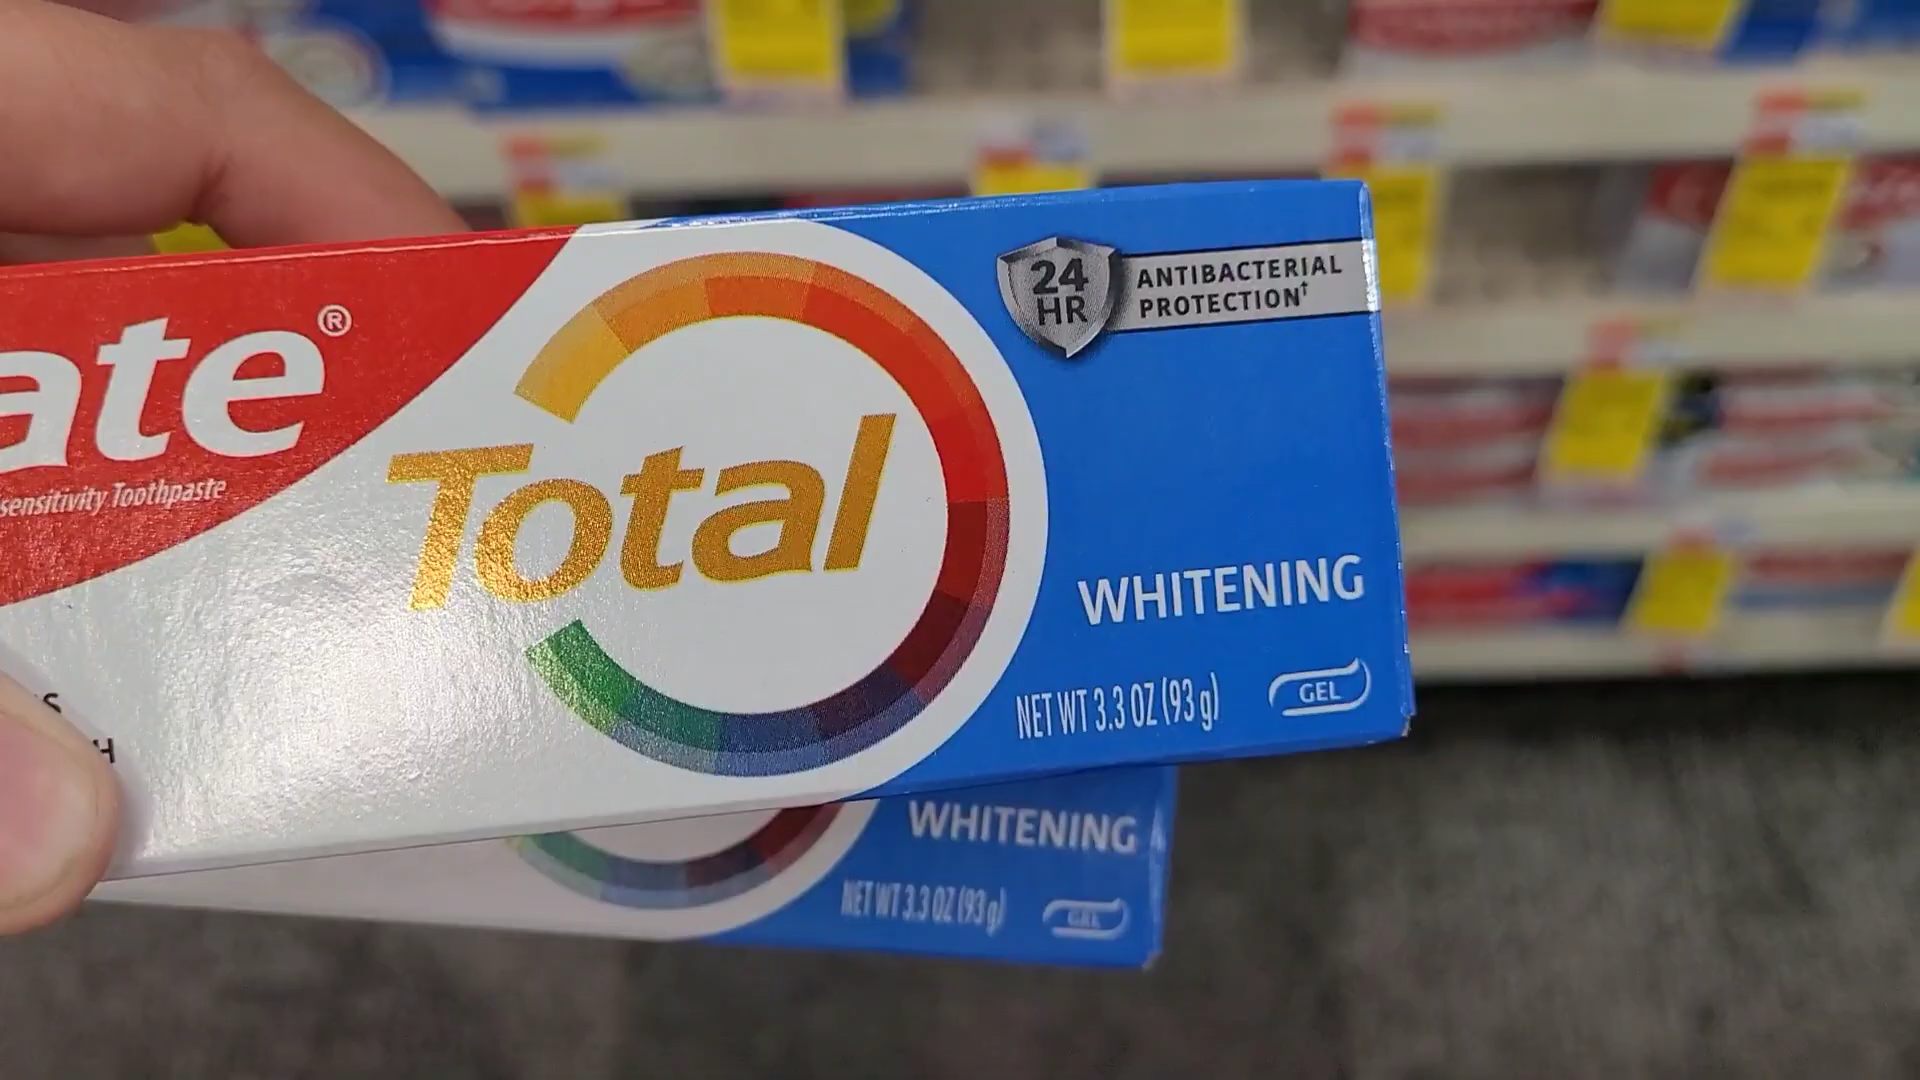 ate®
sensitivity Toothpaste
Total
24
HR
ANTIBACTERIAL
PROTECTION†
WHITENING
NET WT 3.3 OZ (93 g)
GEL
S
H
WHITENING
NET WT 3.3 OZ (93 g)
GEL